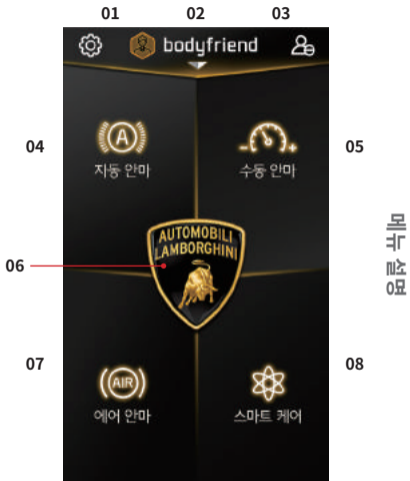 01 02 03
bodyfriend
04 05
A
자동 안마
- +
수동 안마
메뉴 설명
06
AUTOMOBILI
LAMBORGHINI
07 08
AIR
에어 안마
스마트 케어